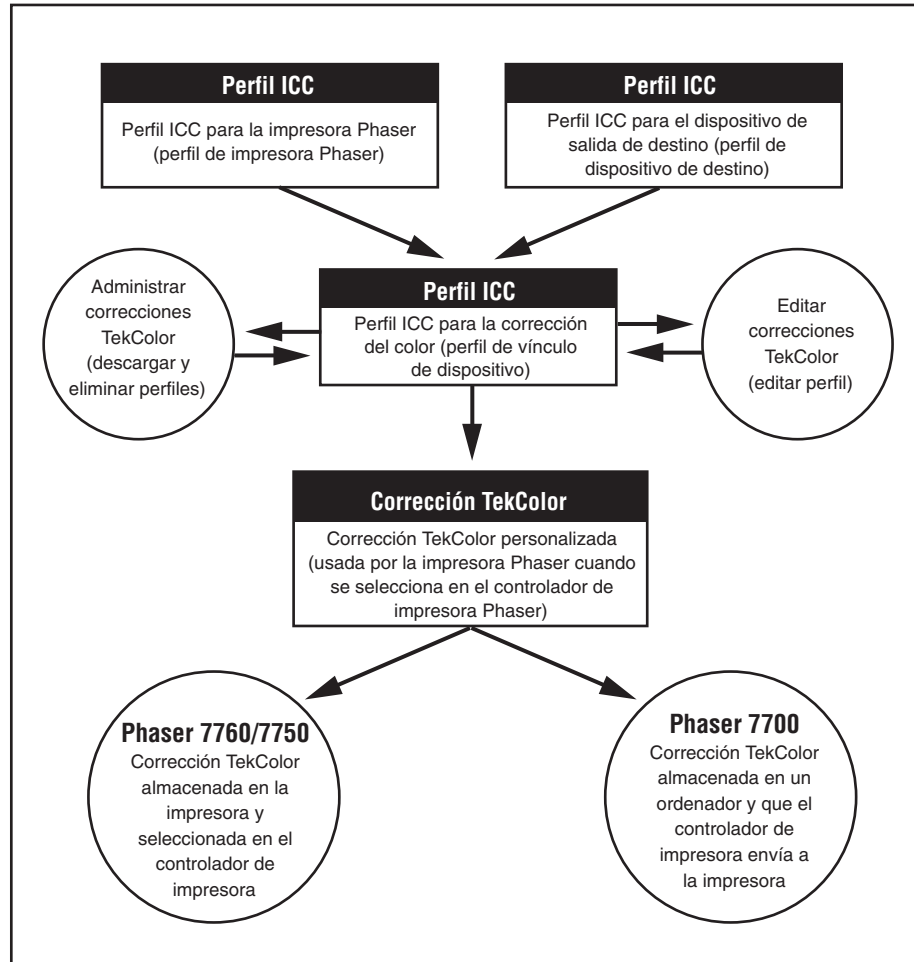 Perfil ICC
Perfil ICC para la impresora Phaser
(perfil de impresora Phaser)
Perfil ICC
Perfil ICC para el dispositivo de
salida de destino (perfil de
dispositivo de destino)
Administrar
correcciones
TekColor
(descargar y
eliminar perfiles)
Perfil ICC
Perfil ICC para la corrección
del color (perfil de vínculo
de dispositivo)
Editar
correcciones
TekColor
(editar perfil)
Corrección TekColor
Corrección TekColor personalizada
(usada por la impresora Phaser cuando
se selecciona en el controlador de
impresora Phaser)
Phaser 7760/7750
Corrección TekColor
almacenada en la
impresora y
seleccionada en el
controlador de
impresora
Phaser 7700
Corrección TekColor
almacenada en un
ordenador y que el
controlador de
impresora envía a
la impresora